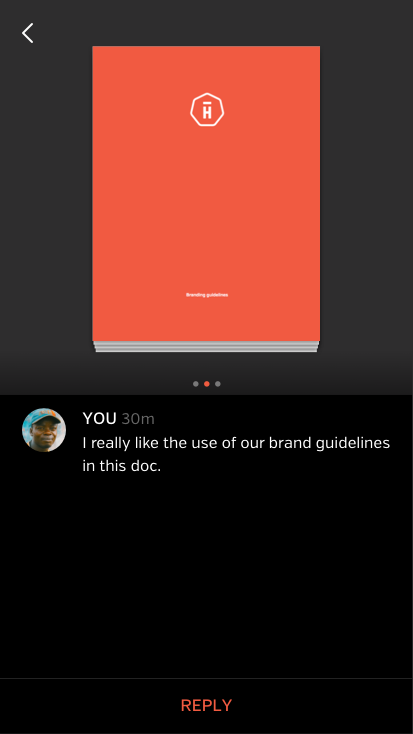 H
Branding guidelines
YOU 30m
I really like the use of our brand guidelines
in this doc.
REPLY